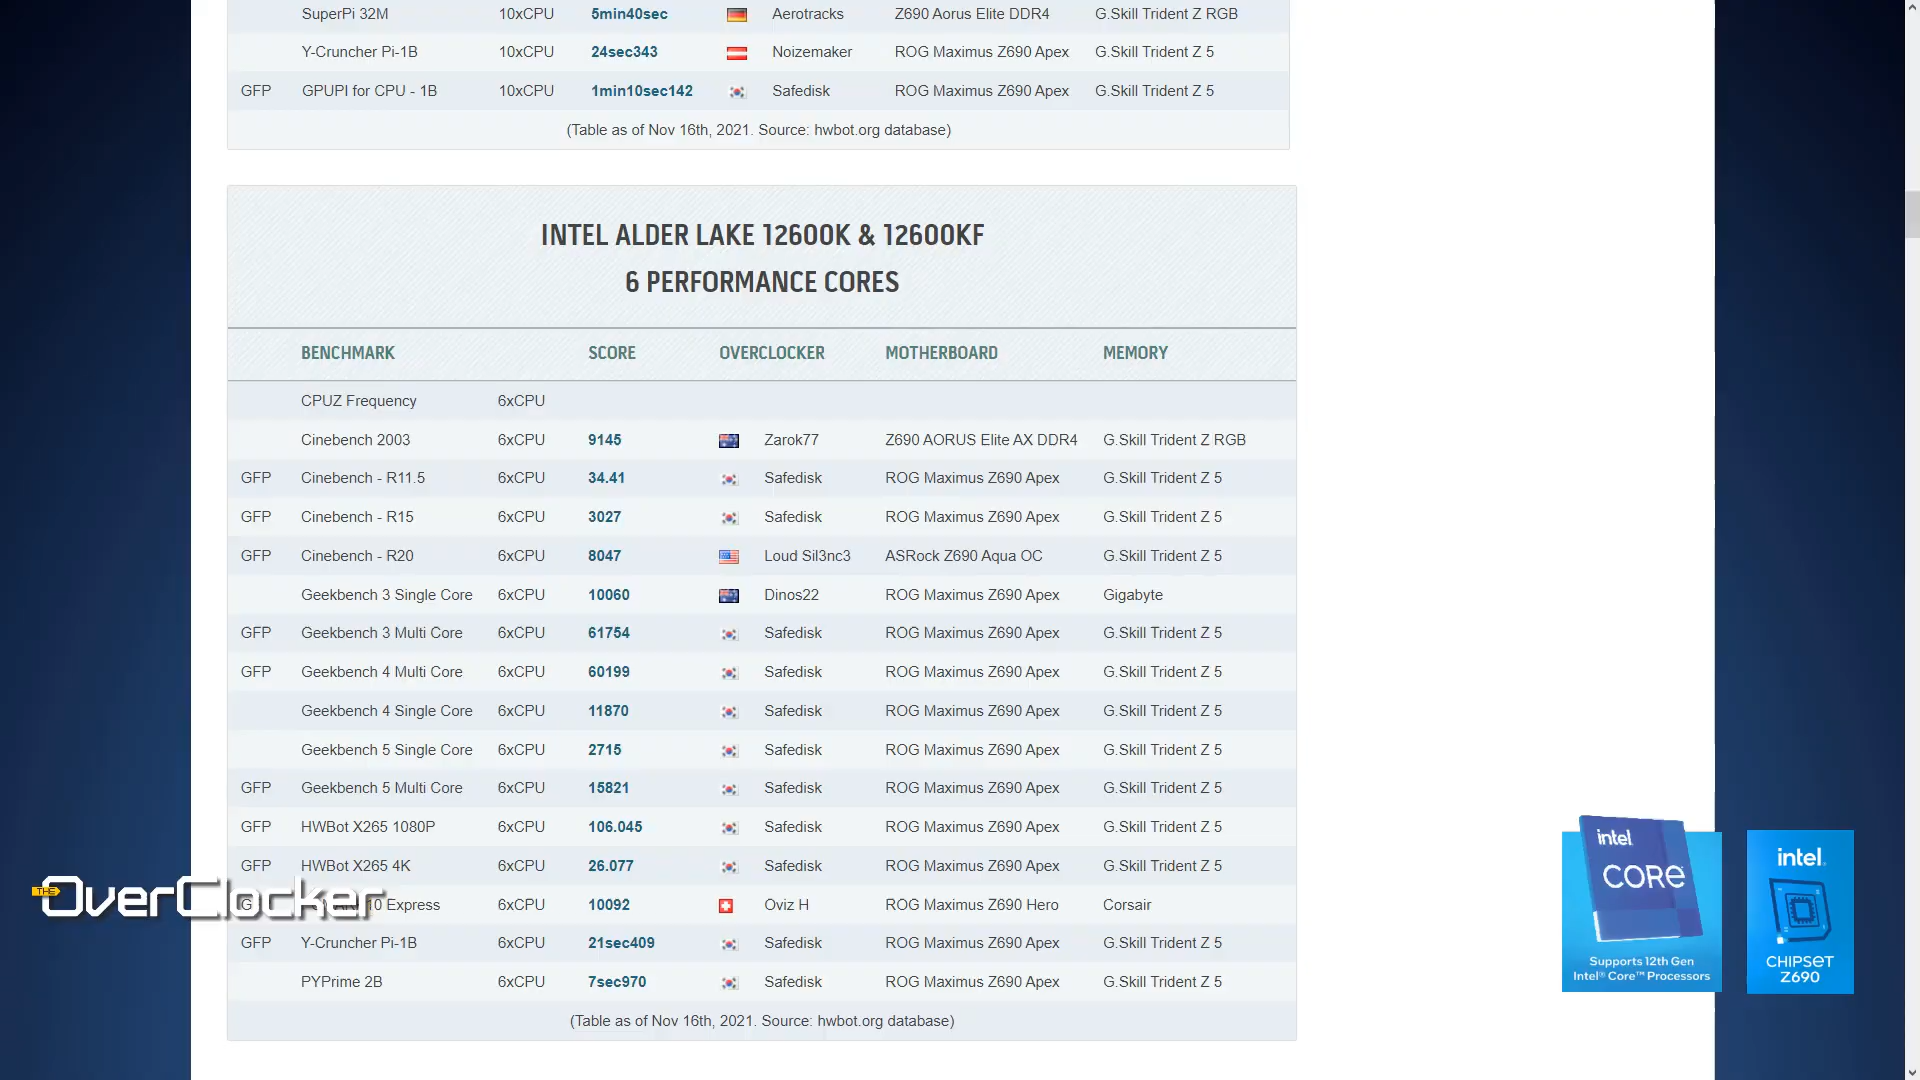 SuperPi 32M 10xCPU 5min40sec Aerotracks Z690 Aorus Elite DDR4 G.Skill Trident Z RGB
Y-Cruncher Pi-1B 10xCPU 24sec343 Noizemaker ROG Maximus Z690 Apex G.Skill Trident Z 5
GFP GPUPI for CPU - 1B 10xCPU 1min10sec142 Safedisk ROG Maximus Z690 Apex G.Skill Trident Z 5
(Table as of Nov 16th, 2021. Source: hwbot.org database)
INTEL ALDER LAKE 12600K & 12600KF
6 PERFORMANCE CORES
BENCHMARK SCORE OVERCLOCKER MOTHERBOARD MEMORY
CPUZ Frequency 6xCPU
Cinebench 2003 6xCPU 9145 Zarok77 Z690 AORUS Elite AX DDR4 G.Skill Trident Z RGB
GFP Cinebench - R11.5 6xCPU 34.41 Safedisk ROG Maximus Z690 Apex G.Skill Trident Z 5
GFP Cinebench - R15 6xCPU 3027 Safedisk ROG Maximus Z690 Apex G.Skill Trident Z 5
GFP Cinebench - R20 6xCPU 8047 Loud Sil3nc3 ASRock Z690 Aqua OC G.Skill Trident Z 5
Geekbench 3 Single Core 6xCPU 10060 Dinos22 ROG Maximus Z690 Apex Gigabyte
GFP Geekbench 3 Multi Core 6xCPU 61754 Safedisk ROG Maximus Z690 Apex G.Skill Trident Z 5
GFP Geekbench 4 Multi Core 6xCPU 60199 Safedisk ROG Maximus Z690 Apex G.Skill Trident Z 5
Geekbench 4 Single Core 6xCPU 11870 Safedisk ROG Maximus Z690 Apex G.Skill Trident Z 5
Geekbench 5 Single Core 6xCPU 2715 Safedisk ROG Maximus Z690 Apex G.Skill Trident Z 5
GFP Geekbench 5 Multi Core 6xCPU 15821 Safedisk ROG Maximus Z690 Apex G.Skill Trident Z 5
GFP HWBot X265 1080P 6xCPU 106.045 Safedisk ROG Maximus Z690 Apex G.Skill Trident Z 5
GFP HWBot X265 4K 6xCPU 26.077 Safedisk ROG Maximus Z690 Apex G.Skill Trident Z 5
10 Express 6xCPU 10092 Oviz H ROG Maximus Z690 Hero Corsair
GFP Y-Cruncher Pi-1B 6xCPU 21sec409 Safedisk ROG Maximus Z690 Apex G.Skill Trident Z 5
PYPrime 2B 6xCPU 7sec970 Safedisk ROG Maximus Z690 Apex G.Skill Trident Z 5
(Table as of Nov 16th, 2021. Source: hwbot.org database)
THE OverClocker
intel
CORE
Supports 12th Gen
Intel® Core™ Processors
intel
CHIPSET
Z690